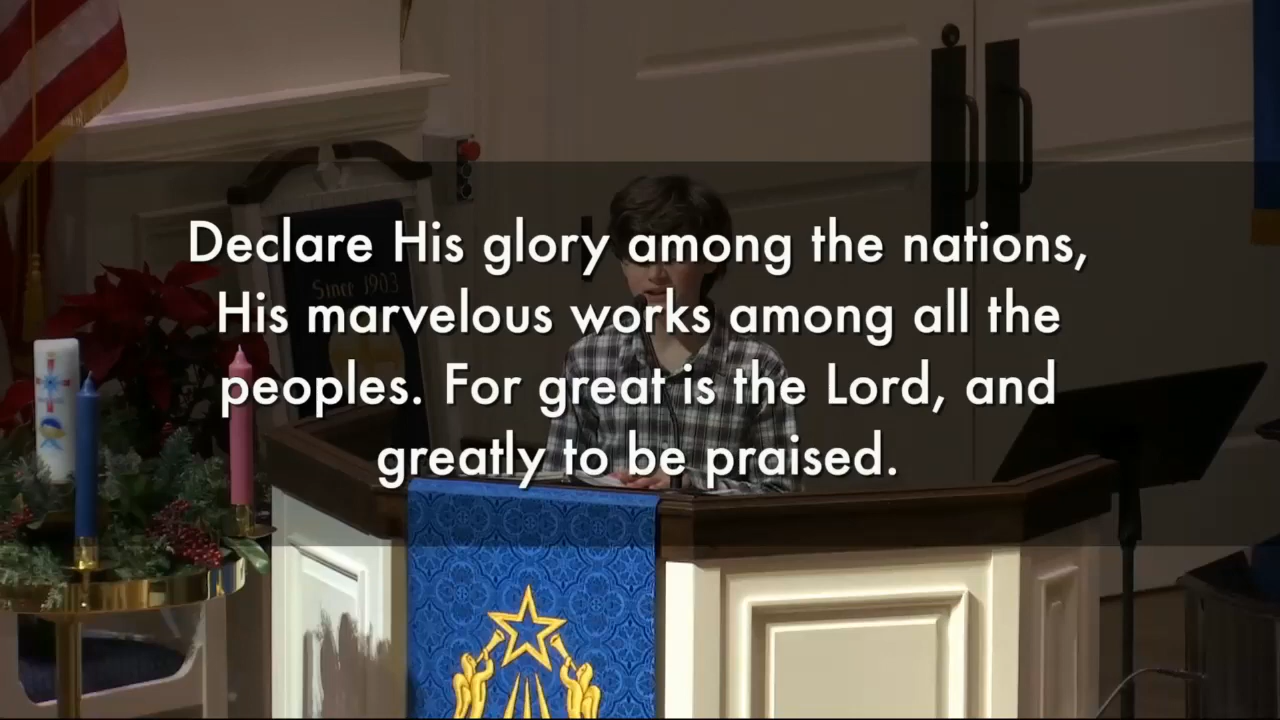 Declare His glory among the nations,
His marvelous works among all the
peoples. For great is the Lord, and
greatly to be praised.
Since 1903